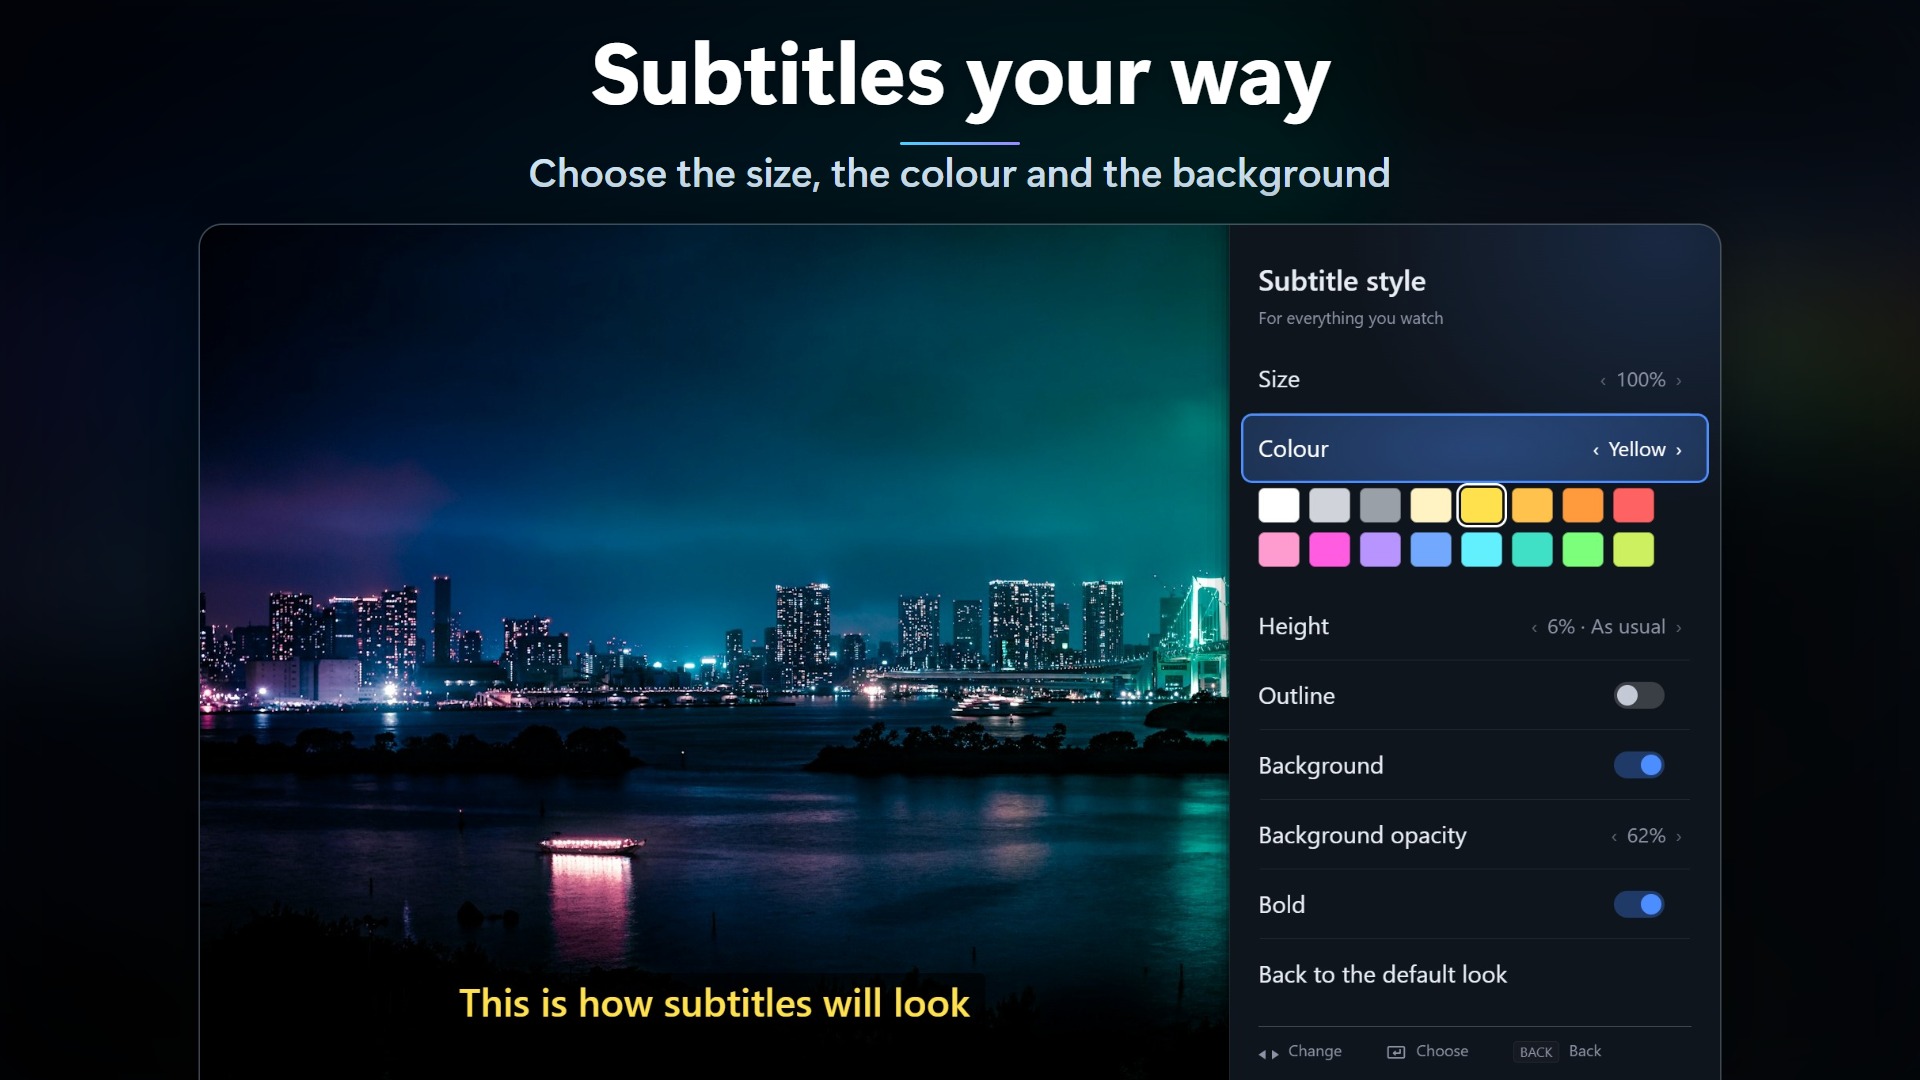 Subtitles your way
Choose the size, the colour and the background
Subtitle style
For everything you watch
Size ‹ 100% ›
Colour ‹ Yellow ›
Height ‹ 6% · As usual ›
Outline
Background
Background opacity ‹ 62% ›
Bold
Back to the default look
This is how subtitles will look
Change Choose BACK Back